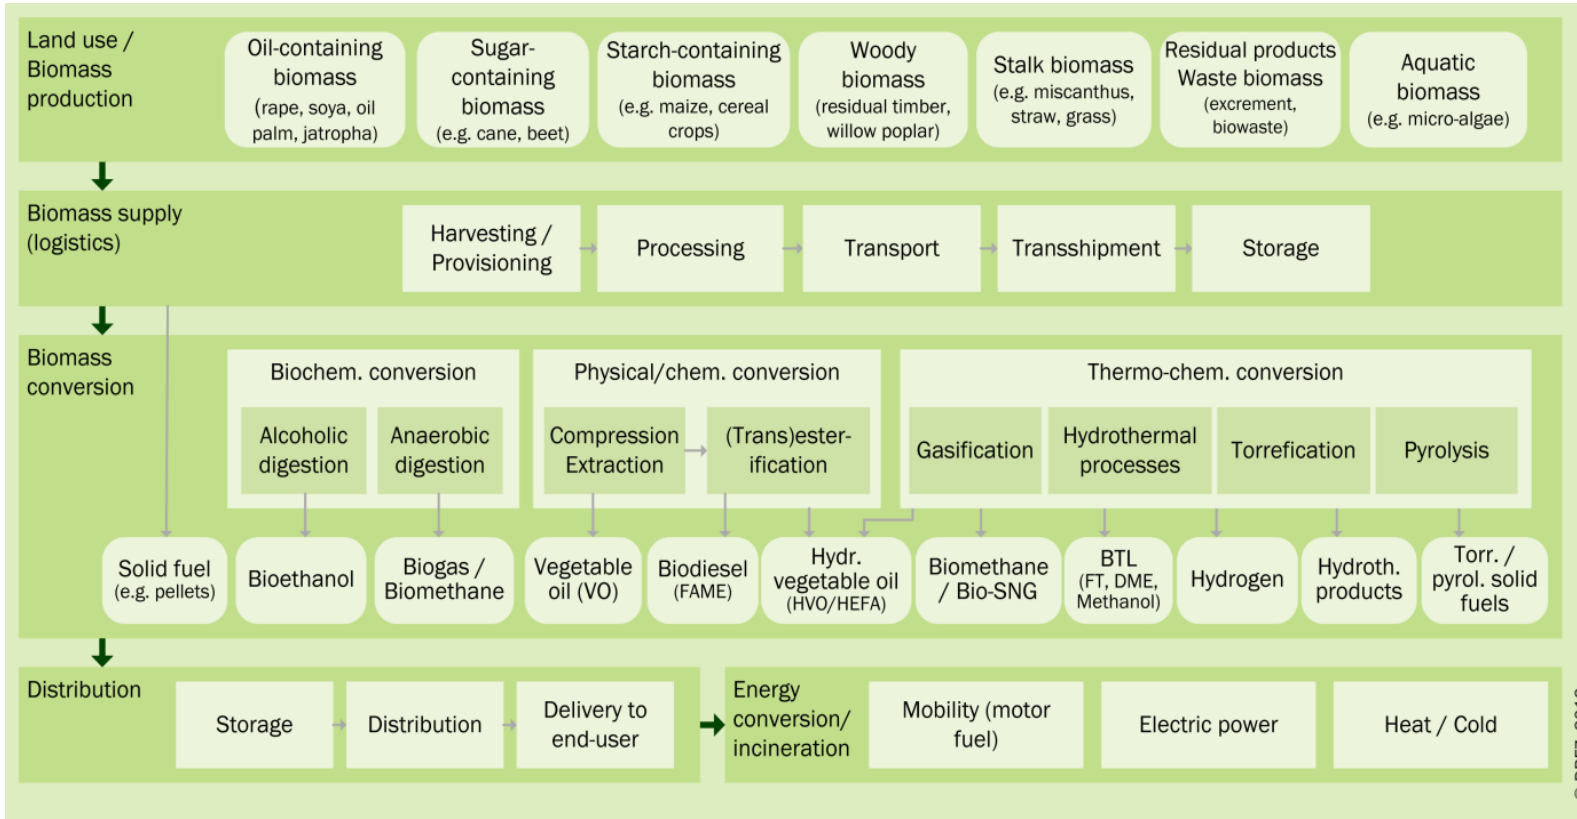 Land use /
Biomass
production
Oil-containing
biomass
(rape, soya, oil
palm, jatropha)
Sugar-
containing
biomass
(e.g. cane, beet)
Starch-containing
biomass
(e.g. maize, cereal
crops)
Woody
biomass
(residual timber,
willow poplar)
Stalk biomass
(e.g. miscanthus,
straw, grass)
Residual products
Waste biomass
(excrement,
biowaste)
Aquatic
biomass
(e.g. micro-algae)
Biomass supply
(logistics)
Harvesting /
Provisioning
Processing
Transport
Transshipment
Storage
Biomass
conversion
Biochem. conversion
Alcoholic
digestion
Anaerobic
digestion
Physical/chem. conversion
Compression
Extraction
(Trans)ester-
ification
Thermo-chem. conversion
Gasification
Hydrothermal
processes
Torrefication
Pyrolysis
Solid fuel
(e.g. pellets)
Bioethanol
Biogas /
Biomethane
Vegetable
oil (VO)
Biodiesel
(FAME)
Hydr.
vegetable oil
(HVO/HEFA)
Biomethane
/ Bio-SNG
BTL
(FT, DME,
Methanol)
Hydrogen
Hydroth.
products
Torr. /
pyrol. solid
fuels
Distribution
Storage
Distribution
Delivery to
end-user
Energy
conversion/
incineration
Mobility (motor
fuel)
Electric power
Heat / Cold